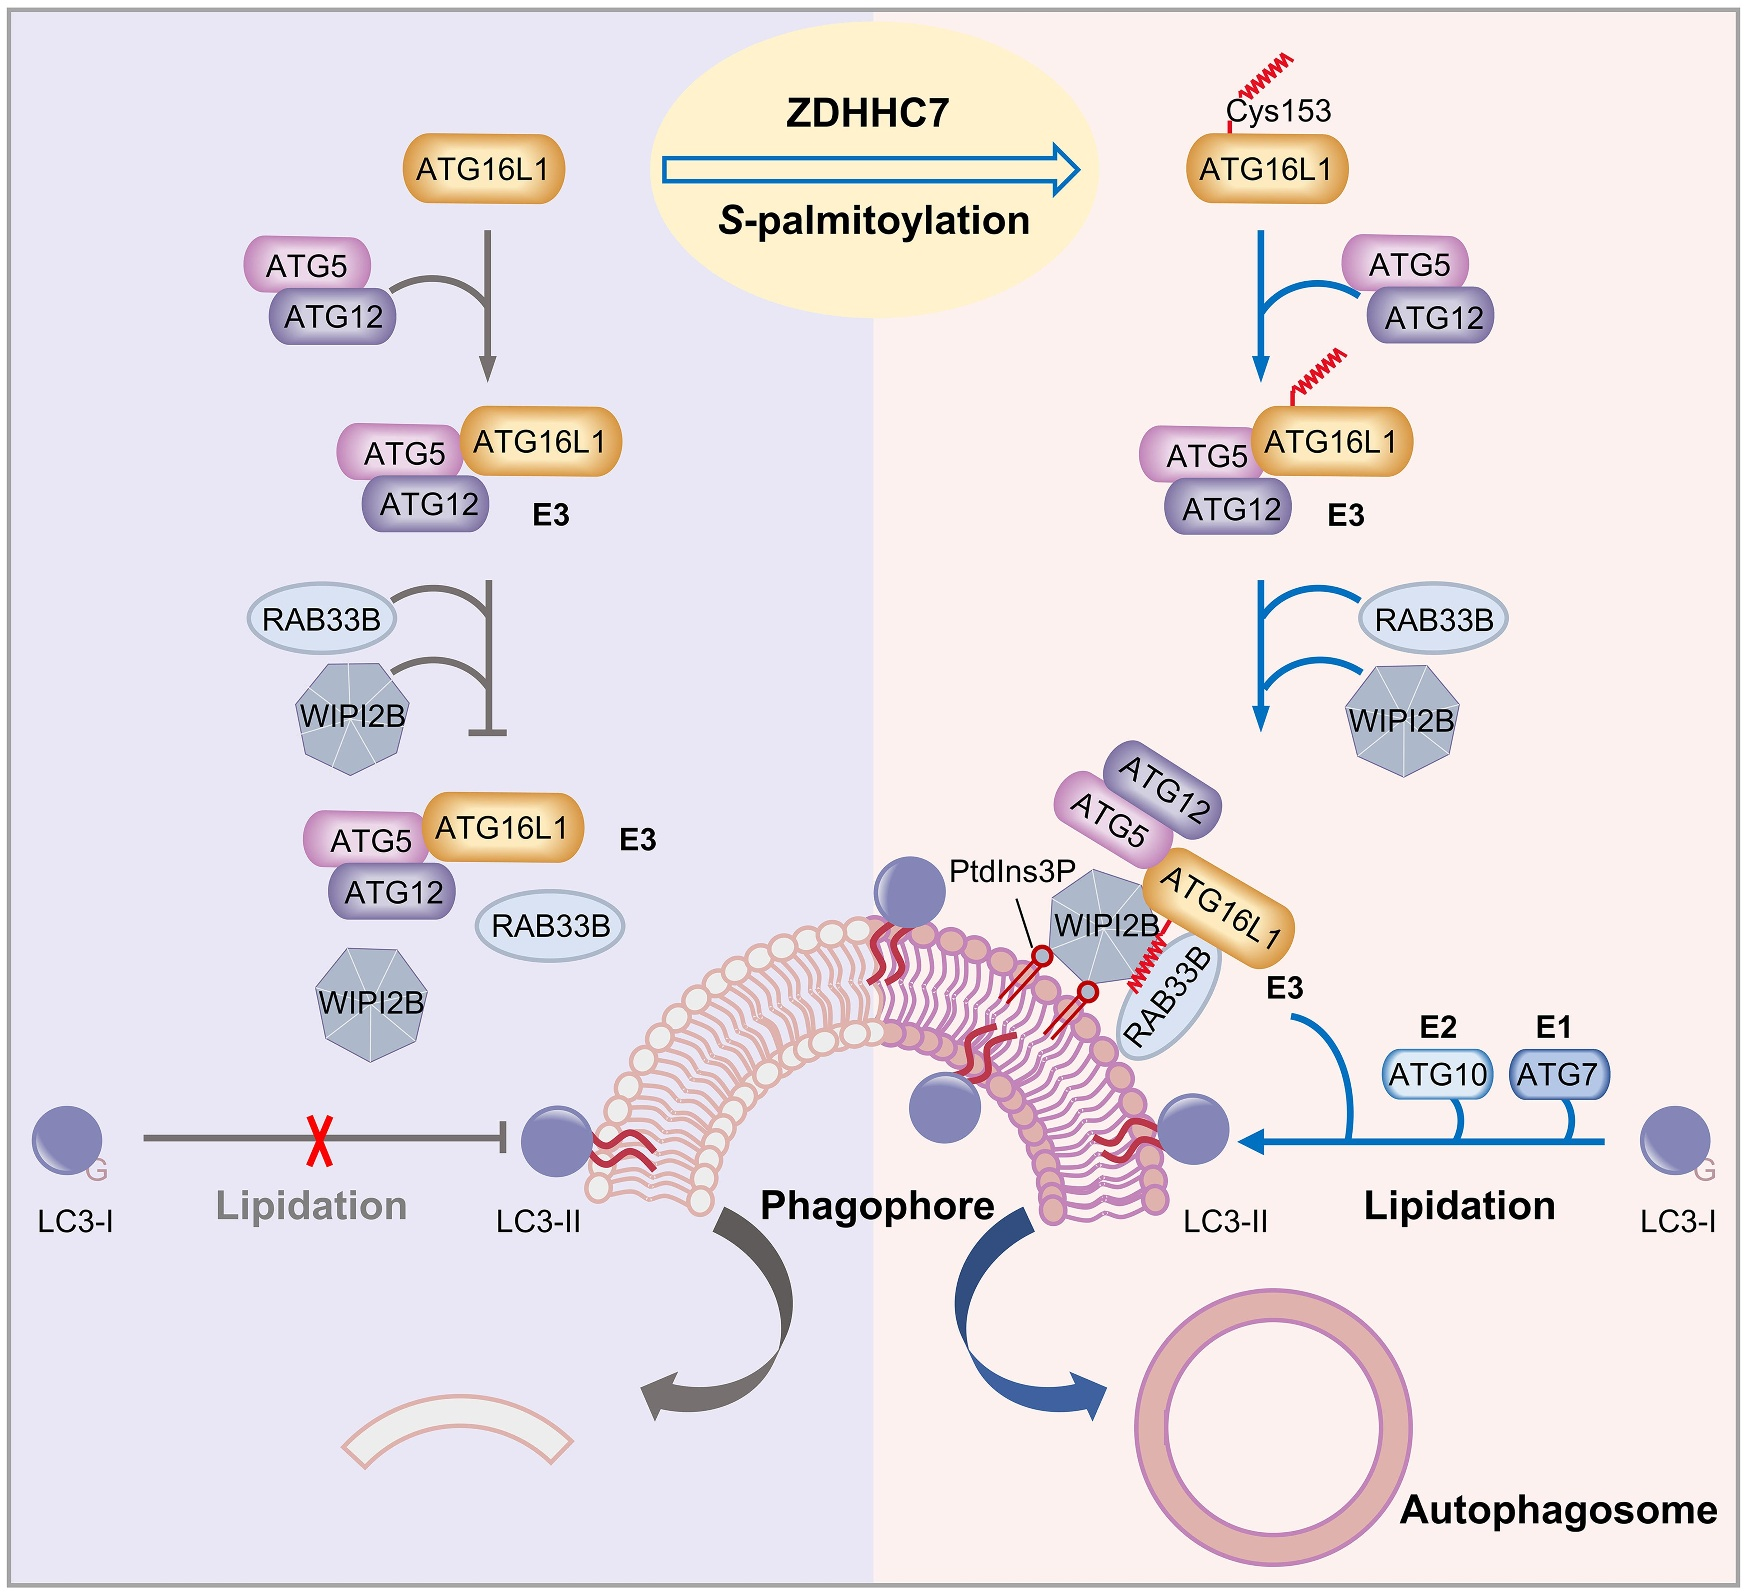 ZDHHC7
S-palmitoylation
ATG16L1
ATG5
ATG12
ATG5
ATG16L1
ATG12
E3
RAB33B
WIPI2B
ATG5
ATG16L1
E3
ATG12
RAB33B
WIPI2B
LC3-I
G
Lipidation
LC3-II
Phagophore
Cys153
ATG16L1
ATG5
ATG12
ATG5
ATG16L1
ATG12
E3
RAB33B
WIPI2B
ATG12
ATG5
PtdIns3P
WIPI2B
ATG16L1
RAB33B
E3
E2
E1
ATG10
ATG7
G
LC3-II
Lipidation
LC3-I
Autophagosome